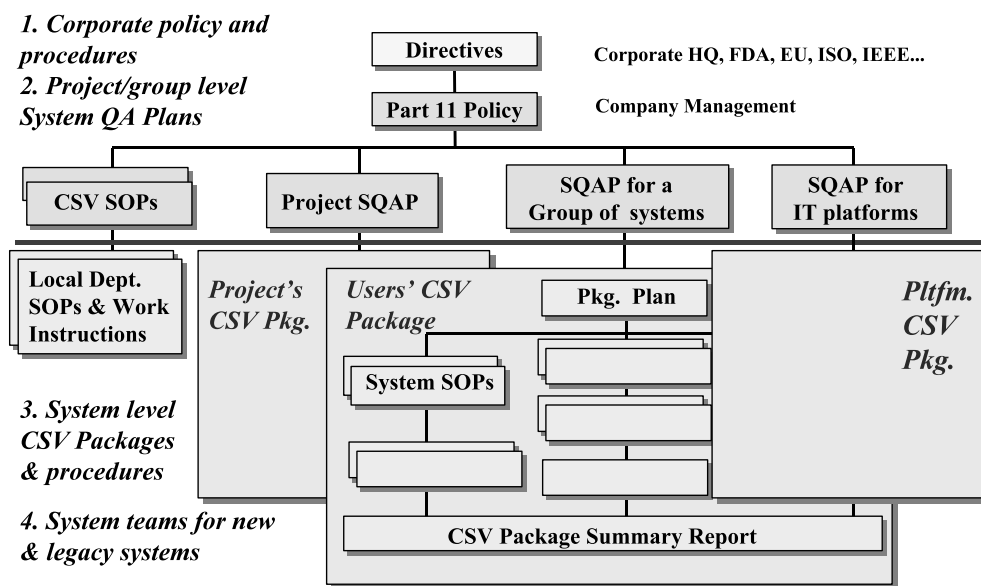 1. Corporate policy and
procedures
2. Project/group level
System QA Plans
Directives
Corporate HQ, FDA, EU, ISO, IEEE...
Part 11 Policy
Company Management
CSV SOPs
Project SQAP
SQAP for a
Group of systems
SQAP for
IT platforms
Local Dept.
SOPs & Work
Instructions
Project's
CSV Pkg.
Users' CSV
Package
Pkg. Plan
Pltfm.
CSV
Pkg.
System SOPs
3. System level
CSV Packages
& procedures
4. System teams for new
& legacy systems
CSV Package Summary Report